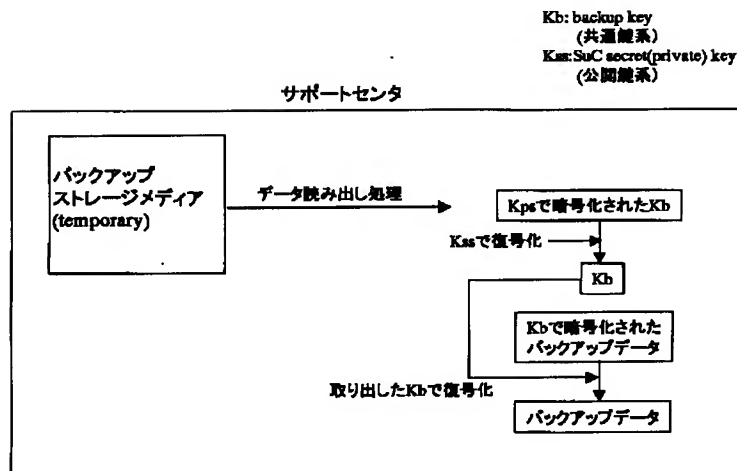 Kb: backup key
(共通鍵系)
Kss:SuC secret(private) key
(公開鍵系)
サポートセンタ
バックアップ
ストレージメディア
(temporary)
データ読み出し処理
Kpsで暗号化されたKb
Kssで復号化
Kb
Kbで暗号化された
バックアップデータ
取り出したKbで復号化
バックアップデータ